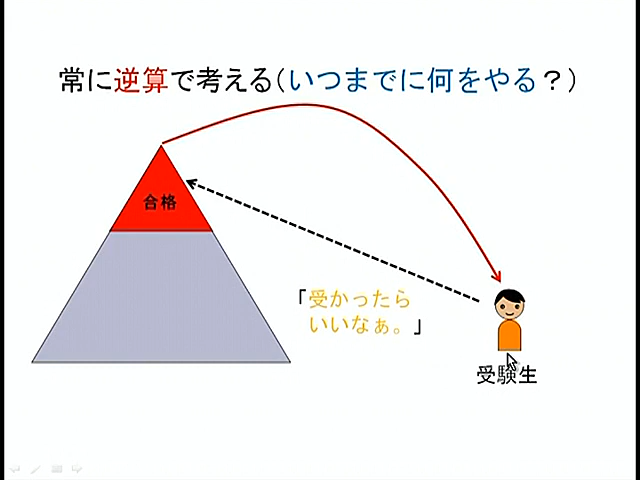 常に逆算で考える(いつまでに何をやる？)
合格
「受かったら
いいなぁ。」
受験生